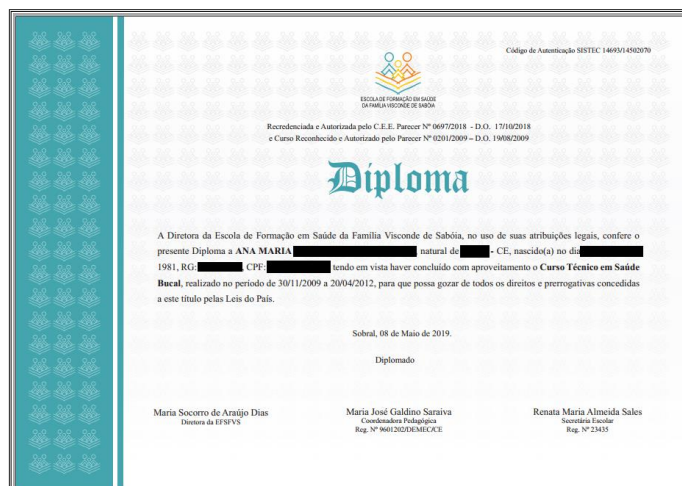 Código de Autenticação SISTEC 14693/14502070
ESCOLA DE FORMAÇÃO EM SAÚDE
DA FAMÍLIA VISCONDE DE SABÓIA
Recredenciada e Autorizada pelo C.E.E. Parecer Nº 0697/2018 - D.O. 17/10/2018
e Curso Reconhecido e Autorizado pelo Parecer Nº 0201/2009 – D.O. 19/08/2009
Diploma
A Diretora da Escola de Formação em Saúde da Família Visconde de Sabóia, no uso de suas atribuições legais, confere o
presente Diploma a ANA MARIA , natural de - CE, nascido(a) no dia
1981, RG: , CPF: tendo em vista haver concluído com aproveitamento o Curso Técnico em Saúde
Bucal, realizado no período de 30/11/2009 a 20/04/2012, para que possa gozar de todos os direitos e prerrogativas concedidas
a este título pelas Leis do País.
Sobral, 08 de Maio de 2019.
Diplomado
Maria Socorro de Araújo Dias
Diretora da EFSFVS
Maria José Galdino Saraiva
Coordenadora Pedagógica
Reg. Nº 9601202/DEMEC/CE
Renata Maria Almeida Sales
Secretária Escolar
Reg. Nº 23435